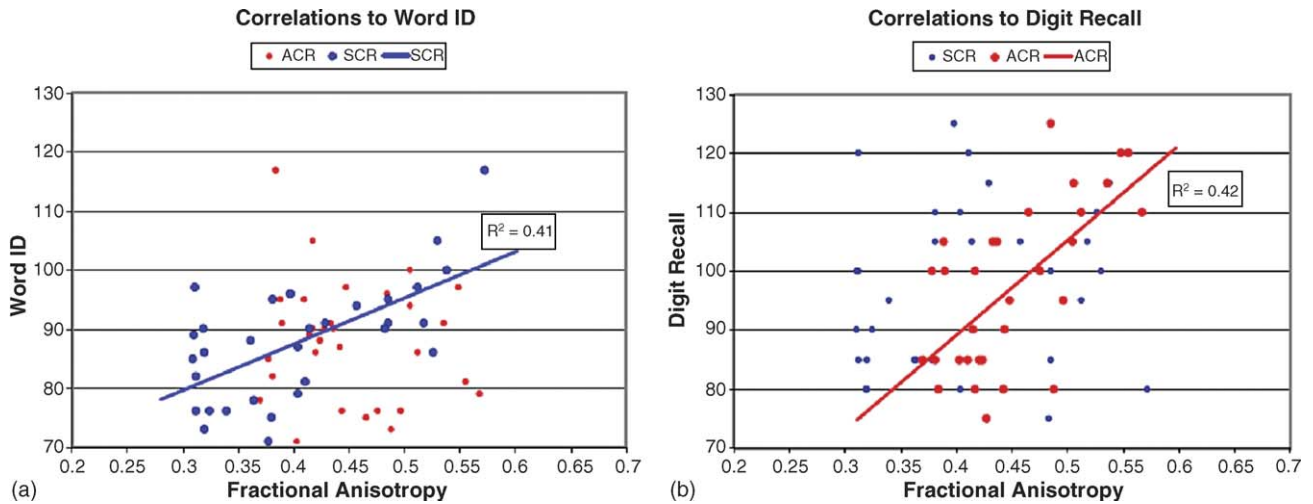 Correlations to Word ID
ACR SCR SCR
130
120
110
100
90
80
70
Word ID
R² = 0.41
0.2 0.25 0.3 0.35 0.4 0.45 0.5 0.55 0.6 0.65 0.7
(a) Fractional Anisotropy
Correlations to Digit Recall
SCR ACR ACR
130
120
110
100
90
80
70
Digit Recall
R² = 0.42
0.2 0.25 0.3 0.35 0.4 0.45 0.5 0.55 0.6 0.65 0.7
(b) Fractional Anisotropy